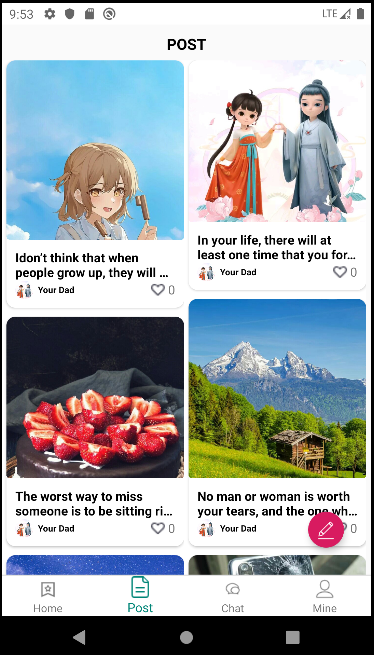 9:53
LTE
POST
Idon't think that when
people grow up, they will ...
Your Dad
0
In your life, there will at
least one time that you for...
Your Dad
0
The worst way to miss
someone is to be sitting ri...
Your Dad
0
No man or woman is worth
your tears, and the one wh...
Your Dad
0
Home
Post
Chat
Mine